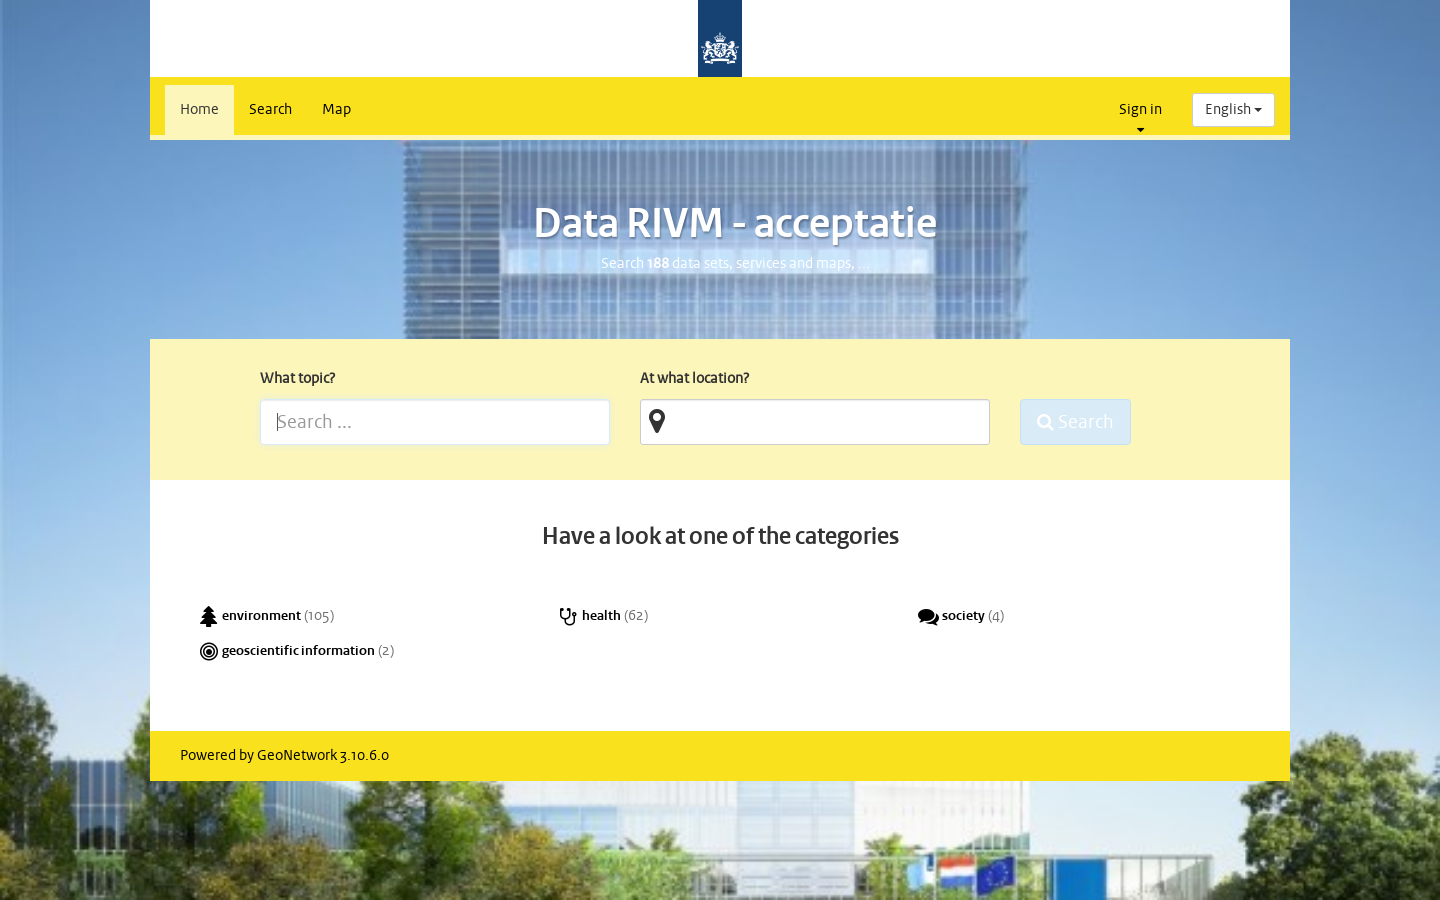 Home Search Map Sign in English
Data RIVM - acceptatie
Search 188 data sets, services and maps, ...
What topic?
At what location?
Search ...
Search
Have a look at one of the categories
environment (105)
health (62)
society (4)
geoscientific information (2)
Powered by GeoNetwork 3.10.6.0